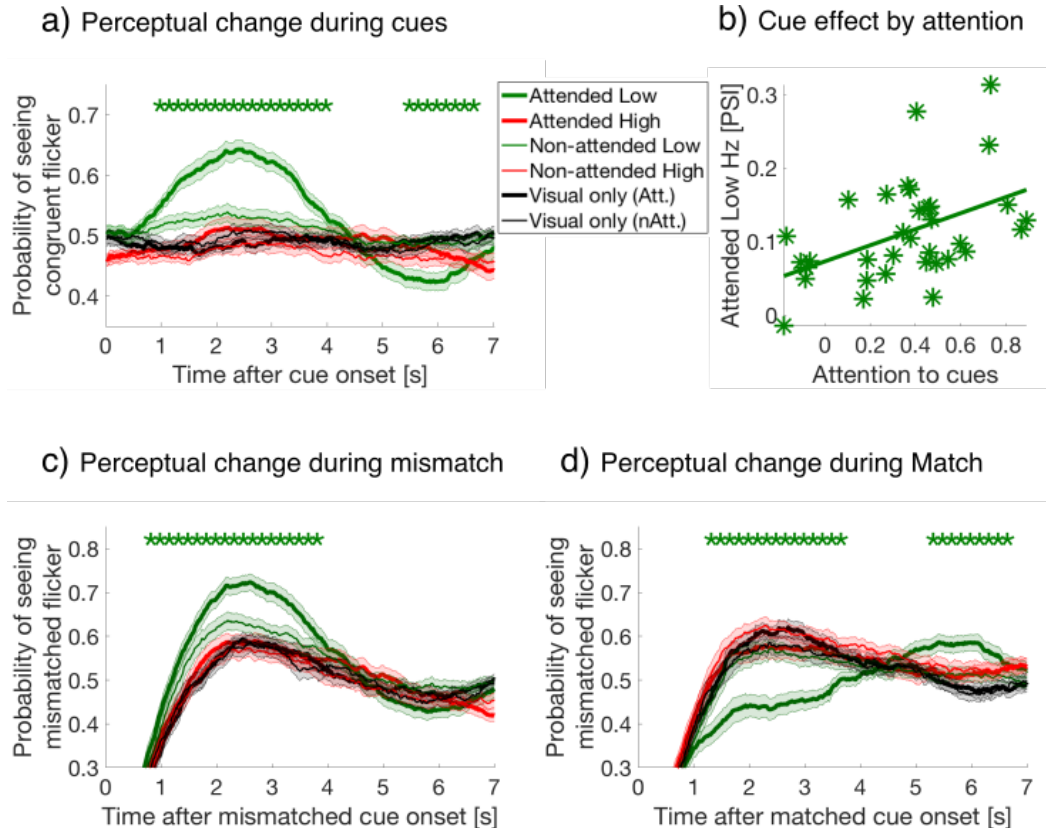 a) Perceptual change during cues
b) Cue effect by attention
Probability of seeing
congruent flicker
0.7
0.6
0.5
0.4
0 1 2 3 4 5 6 7
Time after cue onset [s]
Attended Low
Attended High
Non-attended Low
Non-attended High
Visual only (Att.)
Visual only (nAtt.)
Attended Low Hz [PSI]
0.3
0.2
0.1
0
0 0.2 0.4 0.6 0.8
Attention to cues
c) Perceptual change during mismatch
d) Perceptual change during Match
Probability of seeing
mismatched flicker
0.8
0.7
0.6
0.5
0.4
0.3
0 1 2 3 4 5 6 7
Time after mismatched cue onset [s]
Probability of seeing
mismatched flicker
0.8
0.7
0.6
0.5
0.4
0.3
0 1 2 3 4 5 6 7
Time after matched cue onset [s]